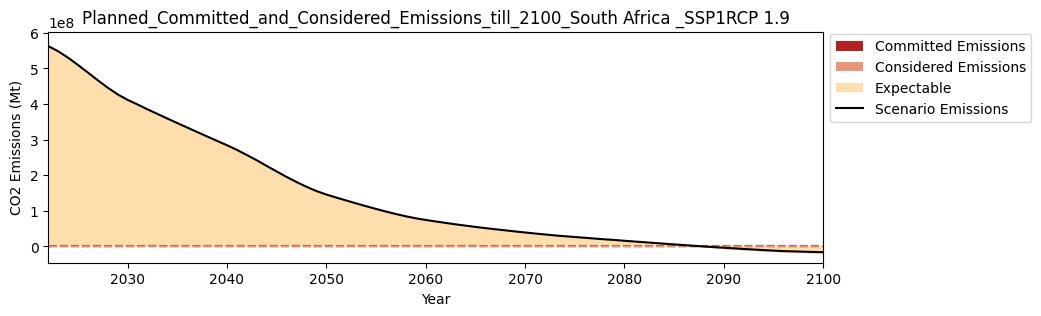 Planned_Committed_and_Considered_Emissions_till_2100_South Africa _SSP1RCP 1.9
1e8
6
5
4
3
2
1
0
CO2 Emissions (Mt)
2030 2040 2050 2060 2070 2080 2090 2100
Year
Committed Emissions
Considered Emissions
Expectable
Scenario Emissions